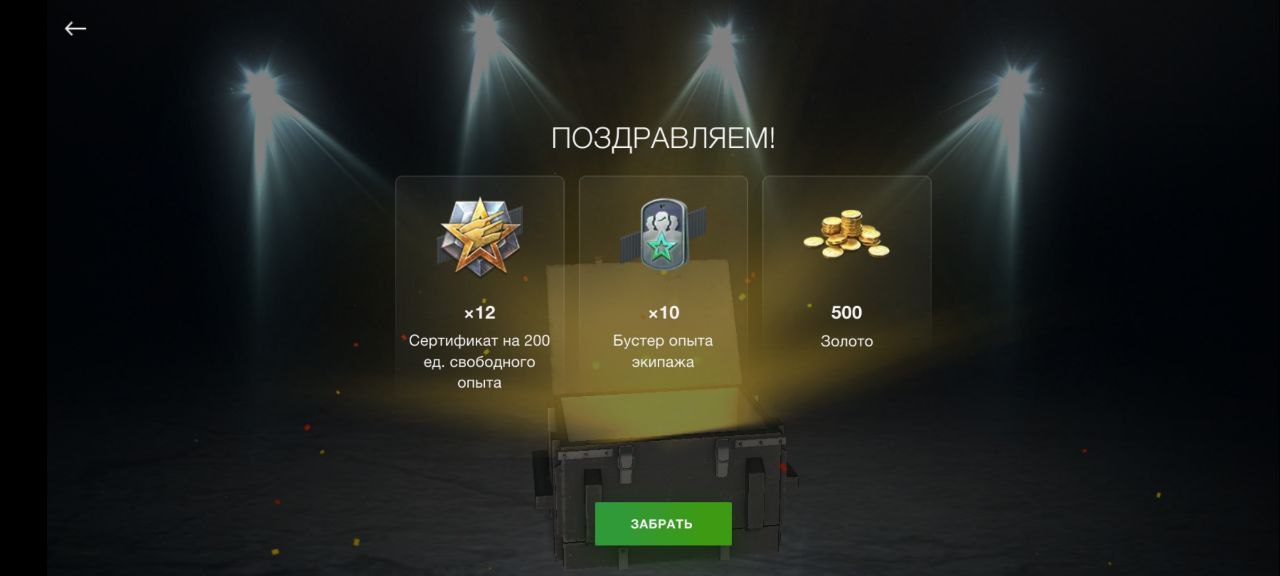 ПОЗДРАВЛЯЕМ!
×12
Сертификат на 200
ед. свободного
опыта
×10
Бустер опыта
экипажа
500
Золото
ЗАБРАТЬ